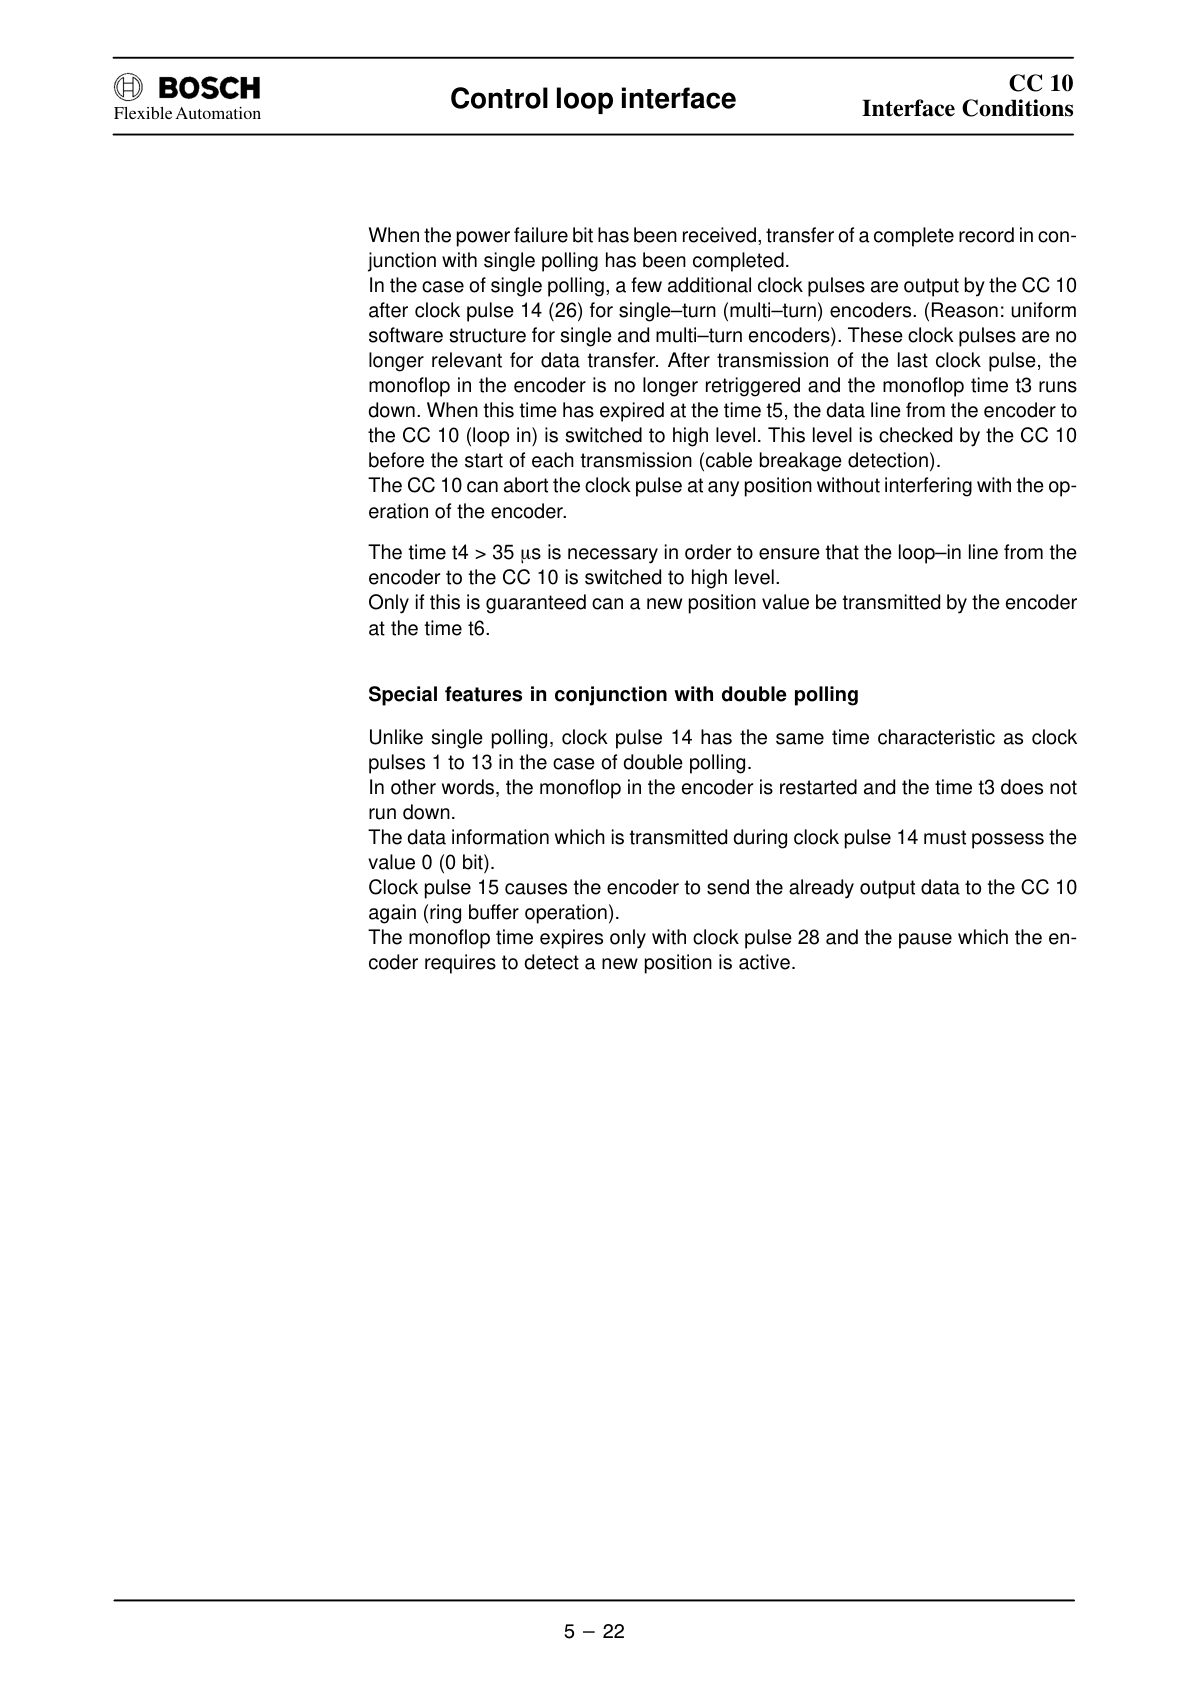 BOSCH
Flexible Automation
Control loop interface
CC 10
Interface Conditions
When the power failure bit has been received, transfer of a complete record in con-
junction with single polling has been completed.
In the case of single polling, a few additional clock pulses are output by the CC 10
after clock pulse 14 (26) for single–turn (multi–turn) encoders. (Reason: uniform
software structure for single and multi–turn encoders). These clock pulses are no
longer relevant for data transfer. After transmission of the last clock pulse, the
monoflop in the encoder is no longer retriggered and the monoflop time t3 runs
down. When this time has expired at the time t5, the data line from the encoder to
the CC 10 (loop in) is switched to high level. This level is checked by the CC 10
before the start of each transmission (cable breakage detection).
The CC 10 can abort the clock pulse at any position without interfering with the op-
eration of the encoder.
The time t4 > 35 μs is necessary in order to ensure that the loop–in line from the
encoder to the CC 10 is switched to high level.
Only if this is guaranteed can a new position value be transmitted by the encoder
at the time t6.
Special features in conjunction with double polling
Unlike single polling, clock pulse 14 has the same time characteristic as clock
pulses 1 to 13 in the case of double polling.
In other words, the monoflop in the encoder is restarted and the time t3 does not
run down.
The data information which is transmitted during clock pulse 14 must possess the
value 0 (0 bit).
Clock pulse 15 causes the encoder to send the already output data to the CC 10
again (ring buffer operation).
The monoflop time expires only with clock pulse 28 and the pause which the en-
coder requires to detect a new position is active.
5 – 22